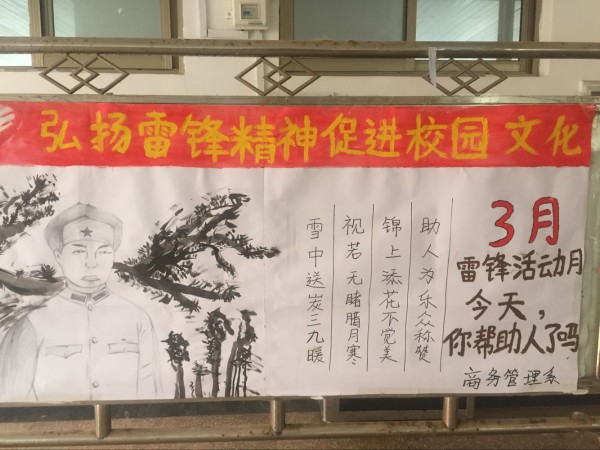 弘扬雷锋精神促进校园文化
3月
雷锋活动月
今天，
你帮助人了吗
商务管理系
助人为乐众称赞
锦上添花不觉美
视若无睹腊月寒
雪中送炭三九暖